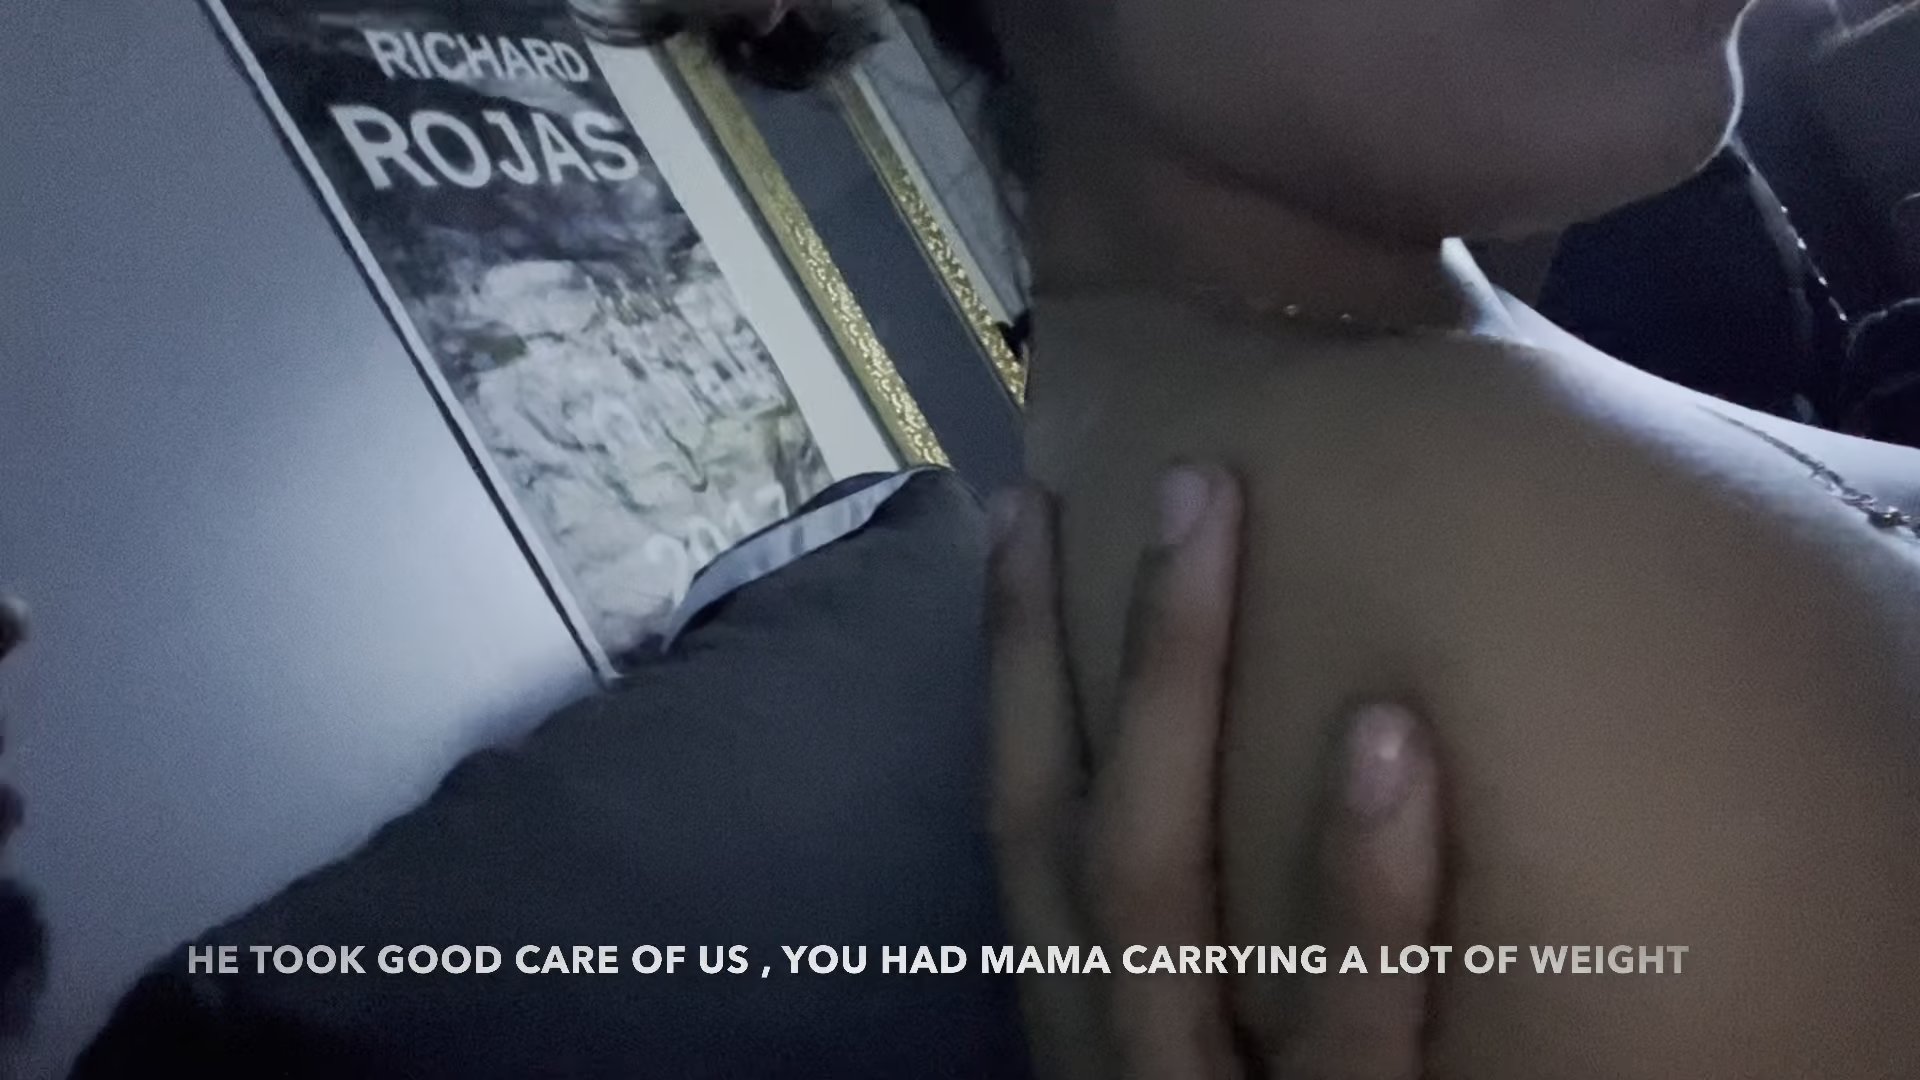 RICHARD
ROJAS
HE TOOK GOOD CARE OF US , YOU HAD MAMA CARRYING A LOT OF WEIGHT